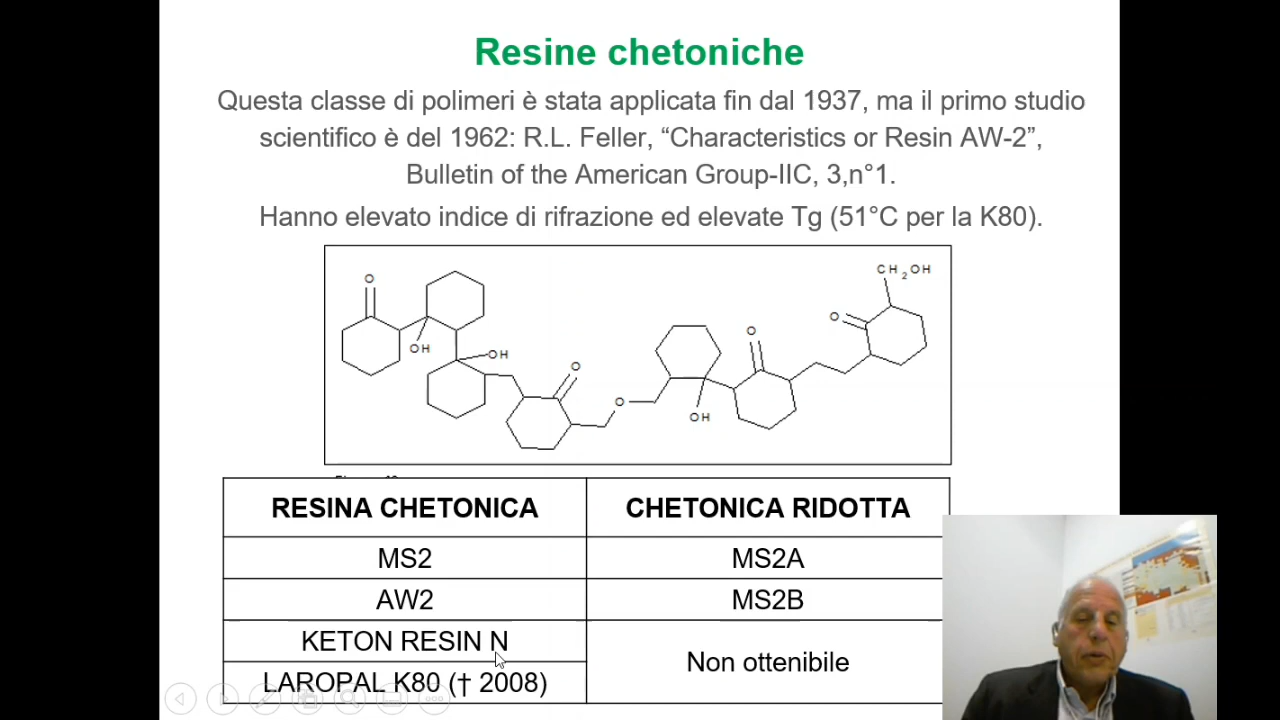 Resine chetoniche
Questa classe di polimeri è stata applicata fin dal 1937, ma il primo studio
scientifico è del 1962: R.L. Feller, “Characteristics or Resin AW-2”,
Bulletin of the American Group-IIC, 3,n°1.
Hanno elevato indice di rifrazione ed elevate Tg (51°C per la K80).
O
OH
OH
O
O
OH
O
O
CH2OH
RESINA CHETONICA CHETONICA RIDOTTA
MS2 MS2A
AW2 MS2B
KETON RESIN N
Non ottenibile
LAROPAL K80 († 2008)